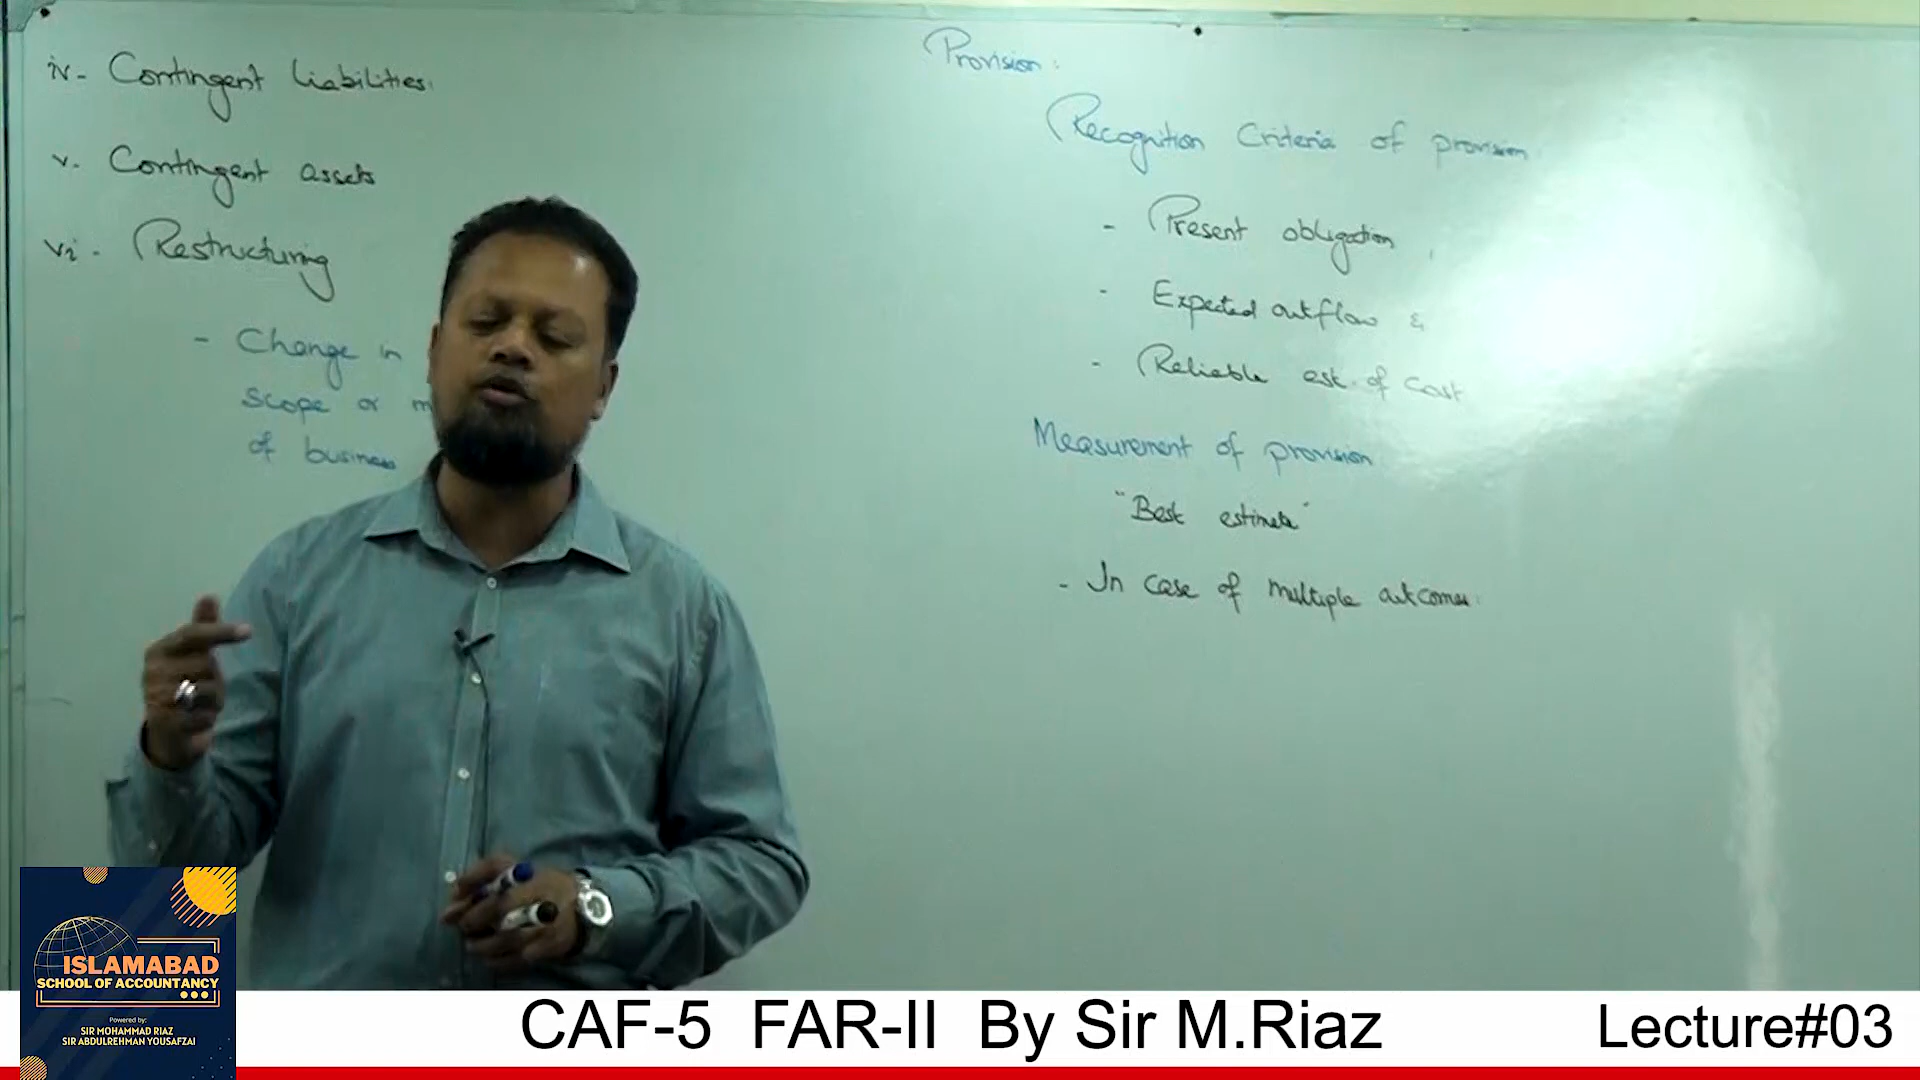 iv- Contingent liabilities:
v. Contingent assets
vi. Restructuring
- Change in
scope or m
of business
Provision:
Recognition Criteria of provision:
- Present obligation,
- Expected outflow &
- Reliable est. of Cost
Measurement of provision
"Best estimate"
- In case of multiple outcomes:
ISLAMABAD
SCHOOL OF ACCOUNTANCY
Powered by:
SIR MOHAMMAD RIAZ
SIR ABDULREHMAN YOUSAFZAI
CAF-5 FAR-II By Sir M.Riaz
Lecture#03